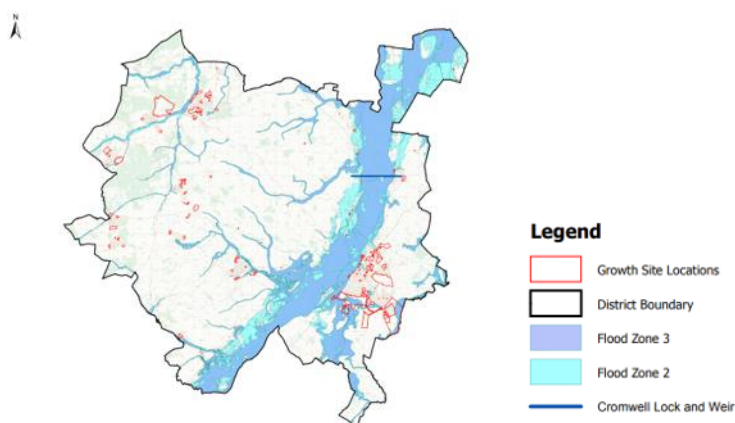 N
Legend
Growth Site Locations
District Boundary
Flood Zone 3
Flood Zone 2
Cromwell Lock and Weir